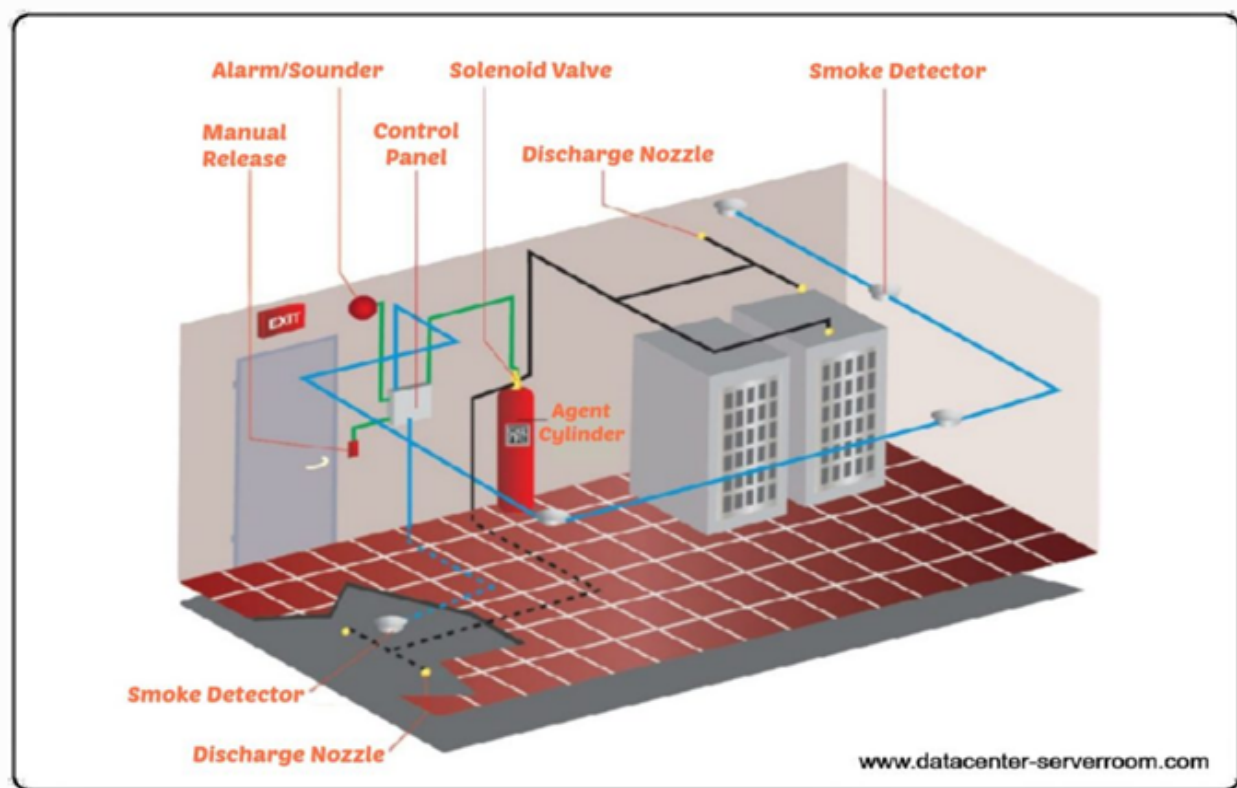 Alarm/Sounder
Solenoid Valve
Smoke Detector
Manual
Release
Control
Panel
Discharge Nozzle
EXIT
Agent
Cylinder
Smoke Detector
Discharge Nozzle
www.datacenter-serverroom.com